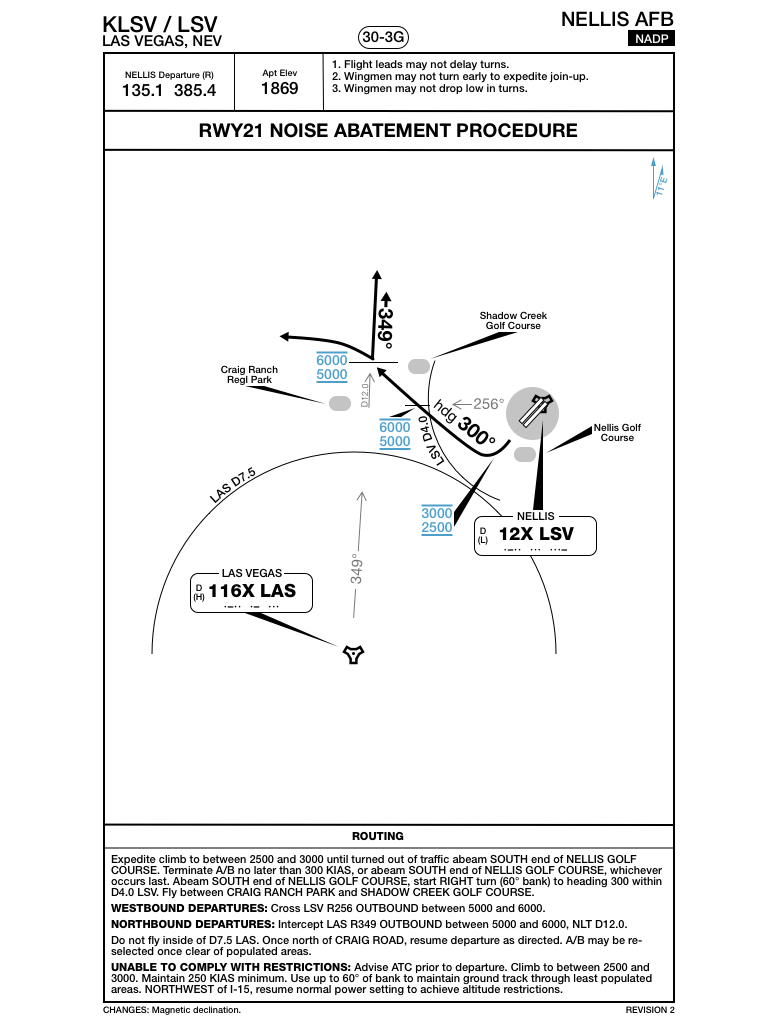 KLSV / LSV
LAS VEGAS, NEV
30-3G
NELLIS AFB
NADP
NELLIS Departure (R)
135.1 385.4
Apt Elev
1869
1. Flight leads may not delay turns.
2. Wingmen may not turn early to expedite join-up.
3. Wingmen may not drop low in turns.
RWY21 NOISE ABATEMENT PROCEDURE
11°E
349°
Shadow Creek
Golf Course
6000
5000
Craig Ranch
Regl Park
D12.0
256°
hdg 300°
6000
5000
LSV D4.0
Nellis Golf
Course
LAS D7.5
3000
2500
NELLIS
D
(L)
12X LSV
349°
LAS VEGAS
D
(H)
116X LAS
ROUTING
Expedite climb to between 2500 and 3000 until turned out of traffic abeam SOUTH end of NELLIS GOLF
COURSE. Terminate A/B no later than 300 KIAS, or abeam SOUTH end of NELLIS GOLF COURSE, whichever
occurs last. Abeam SOUTH end of NELLIS GOLF COURSE, start RIGHT turn (60° bank) to heading 300 within
D4.0 LSV. Fly between CRAIG RANCH PARK and SHADOW CREEK GOLF COURSE.
WESTBOUND DEPARTURES: Cross LSV R256 OUTBOUND between 5000 and 6000.
NORTHBOUND DEPARTURES: Intercept LAS R349 OUTBOUND between 5000 and 6000, NLT D12.0.
Do not fly inside of D7.5 LAS. Once north of CRAIG ROAD, resume departure as directed. A/B may be re-
selected once clear of populated areas.
UNABLE TO COMPLY WITH RESTRICTIONS: Advise ATC prior to departure. Climb to between 2500 and
3000. Maintain 250 KIAS minimum. Use up to 60° of bank to maintain ground track through least populated
areas. NORTHWEST of I-15, resume normal power setting to achieve altitude restrictions.
CHANGES: Magnetic declination.
REVISION 2